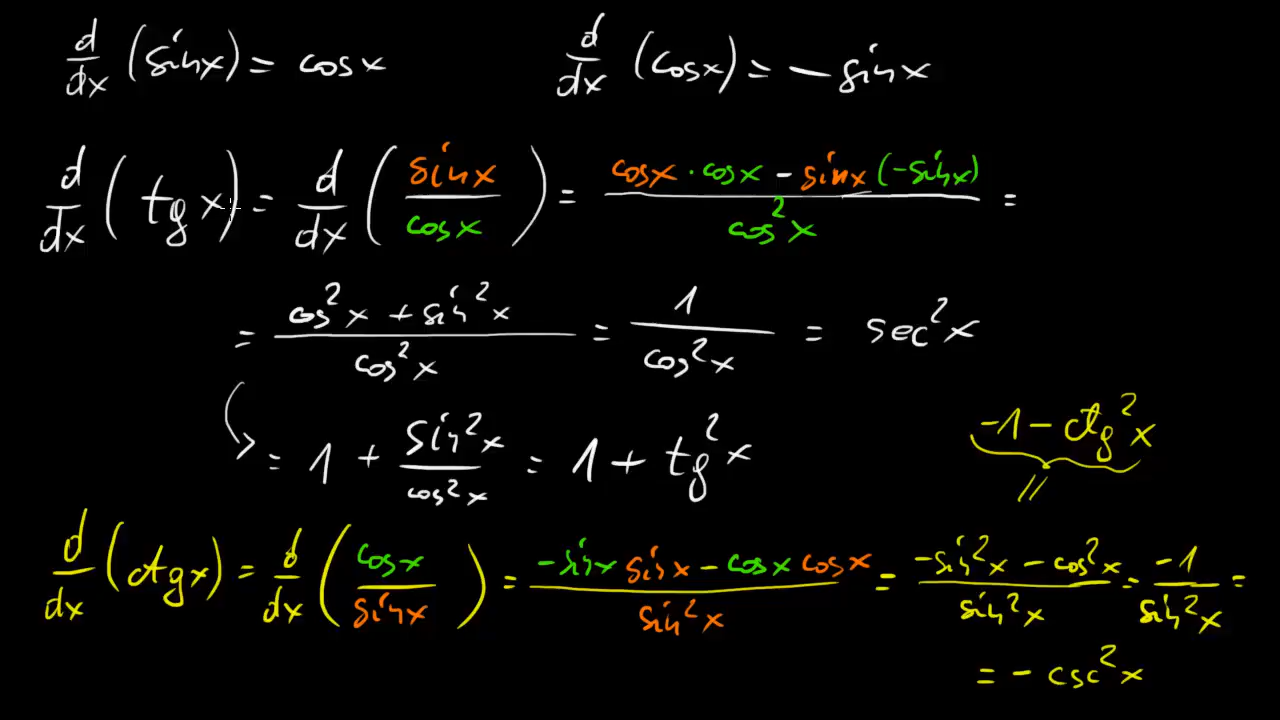 d/dx (sinx) = cosx    d/dx (cosx) = −sinx
d/dx (tg x) = d/dx (sinx / cosx) = (cosx · cosx − sinx (−sinx)) / cos²x =
= (cos²x + sin²x) / cos²x = 1 / cos²x = sec²x
= 1 + sin²x / cos²x = 1 + tg²x
-1 − ctg²x
//
d/dx (ctgx) = d/dx (cosx / sinx) = (−sinx sinx − cosx cosx) / sin²x = (−sin²x − cos²x) / sin²x = −1 / sin²x =
= − csc²x